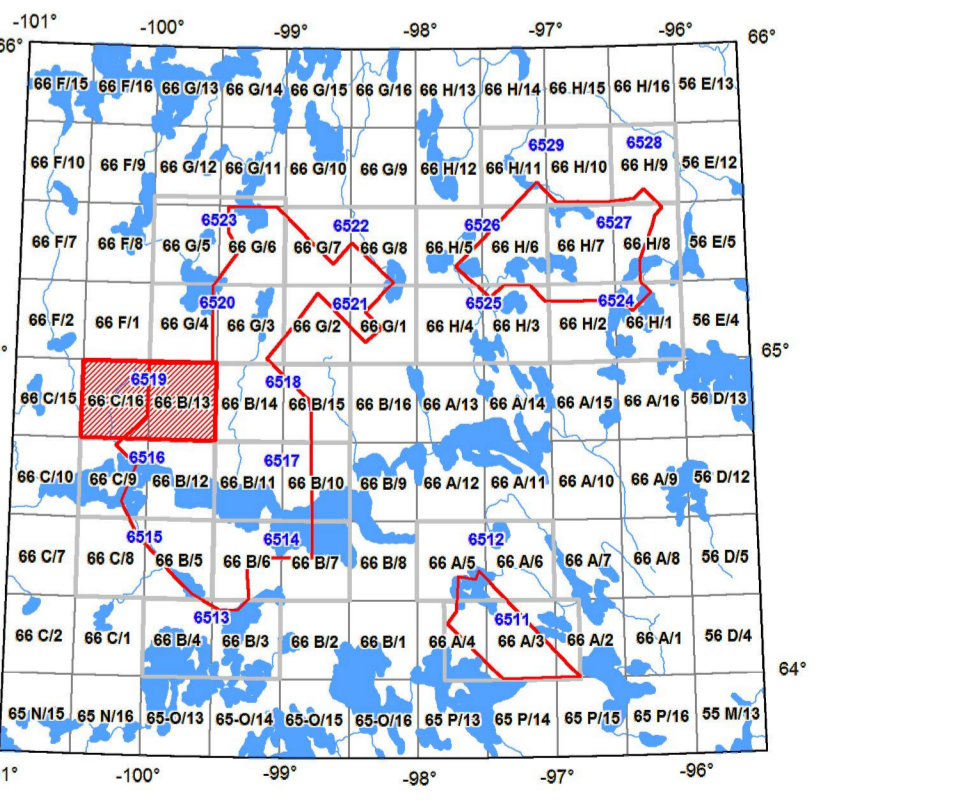 -101° -100° -99° -98° -97° -96°
66° 66°
66 F/15 66 F/16 66 G/13 66 G/14 66 G/15 66 G/16 66 H/13 66 H/14 66 H/15 66 H/16 56 E/13
6529 6528
66 F/10 66 F/9 66 G/12 66 G/11 66 G/10 66 G/9 66 H/12 66 H/11 66 H/10 66 H/9 56 E/12
6523 6522 6526 6527
66 F/7 66 F/8 66 G/5 66 G/6 66 G/7 66 G/8 66 H/5 66 H/6 66 H/7 66 H/8 56 E/5
6520 6521 6525 6524
66 F/2 66 F/1 66 G/4 66 G/3 66 G/2 66 G/1 66 H/4 66 H/3 66 H/2 66 H/1 56 E/4
° 65°
6519 6518
66 C/15 66 C/16 66 B/13 66 B/14 66 B/15 66 B/16 66 A/13 66 A/14 66 A/15 66 A/16 56 D/13
6516 6517
66 C/10 66 C/9 66 B/12 66 B/11 66 B/10 66 B/9 66 A/12 66 A/11 66 A/10 66 A/9 56 D/12
6515 6514 6512
66 C/7 66 C/8 66 B/5 66 B/6 66 B/7 66 B/8 66 A/5 66 A/6 66 A/7 66 A/8 56 D/5
6513 6511
66 C/2 66 C/1 66 B/4 66 B/3 66 B/2 66 B/1 66 A/4 66 A/3 66 A/2 66 A/1 56 D/4
64°
65 N/15 65 N/16 65-O/13 65-O/14 65-O/15 65-O/16 65 P/13 65 P/14 65 P/15 65 P/16 55 M/13
1° -100° -99° -98° -97° -96°